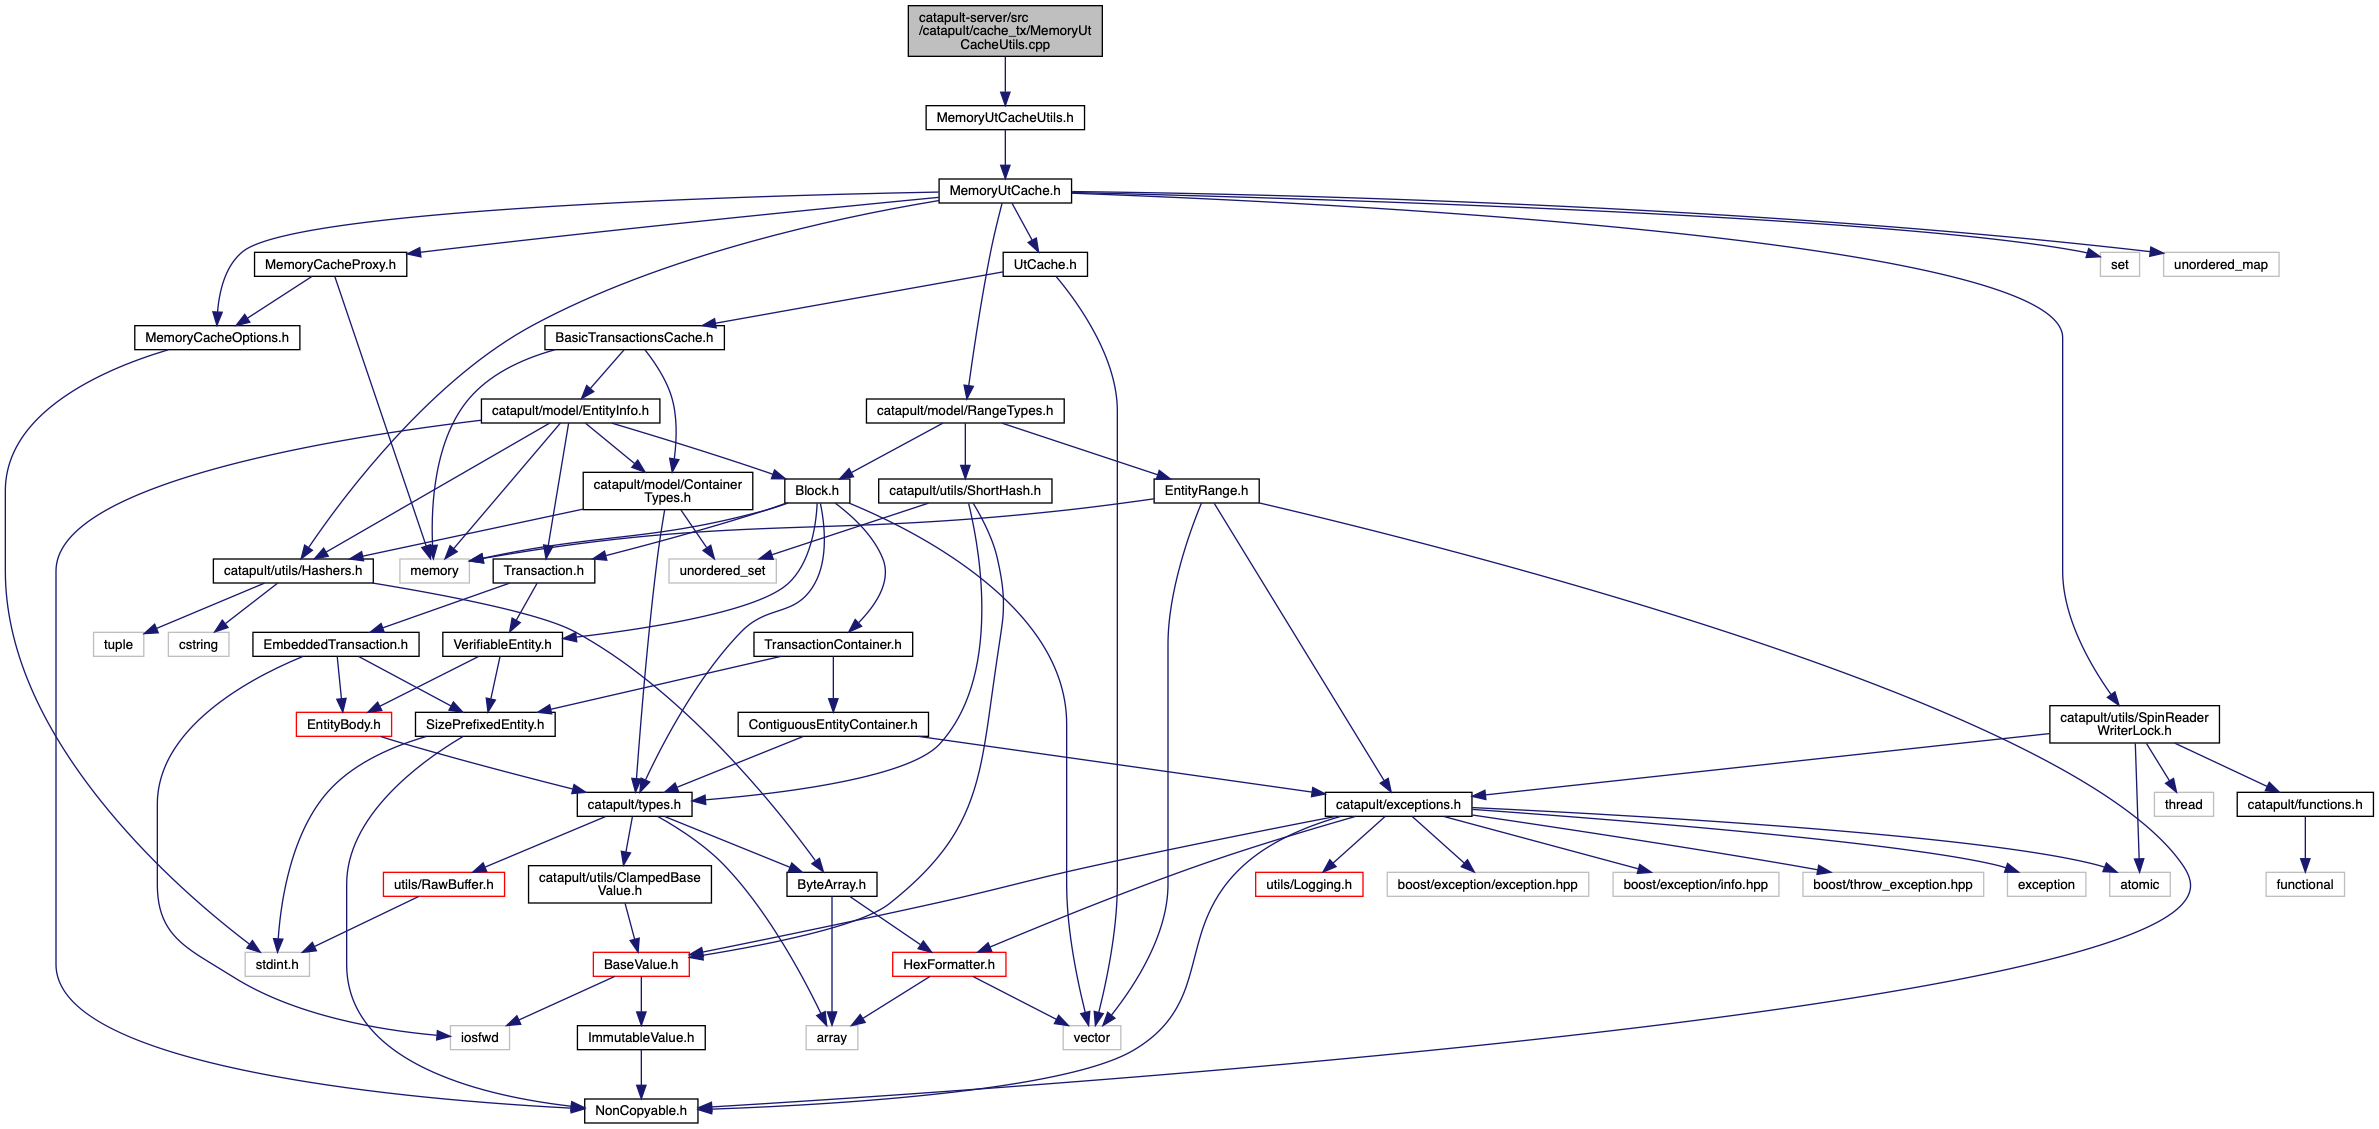 catapult-server/src
/catapult/cache_tx/MemoryUt
CacheUtils.cpp
MemoryUtCacheUtils.h
MemoryUtCache.h
MemoryCacheProxy.h
UtCache.h
set
unordered_map
MemoryCacheOptions.h
BasicTransactionsCache.h
catapult/model/EntityInfo.h
catapult/model/RangeTypes.h
catapult/model/Container
Types.h
Block.h
catapult/utils/ShortHash.h
EntityRange.h
catapult/utils/Hashers.h
memory
Transaction.h
unordered_set
tuple
cstring
EmbeddedTransaction.h
VerifiableEntity.h
TransactionContainer.h
EntityBody.h
SizePrefixedEntity.h
ContiguousEntityContainer.h
catapult/utils/SpinReader
WriterLock.h
catapult/types.h
catapult/exceptions.h
thread
catapult/functions.h
utils/RawBuffer.h
catapult/utils/ClampedBase
Value.h
ByteArray.h
utils/Logging.h
boost/exception/exception.hpp
boost/exception/info.hpp
boost/throw_exception.hpp
exception
atomic
functional
stdint.h
BaseValue.h
HexFormatter.h
iosfwd
ImmutableValue.h
array
vector
NonCopyable.h